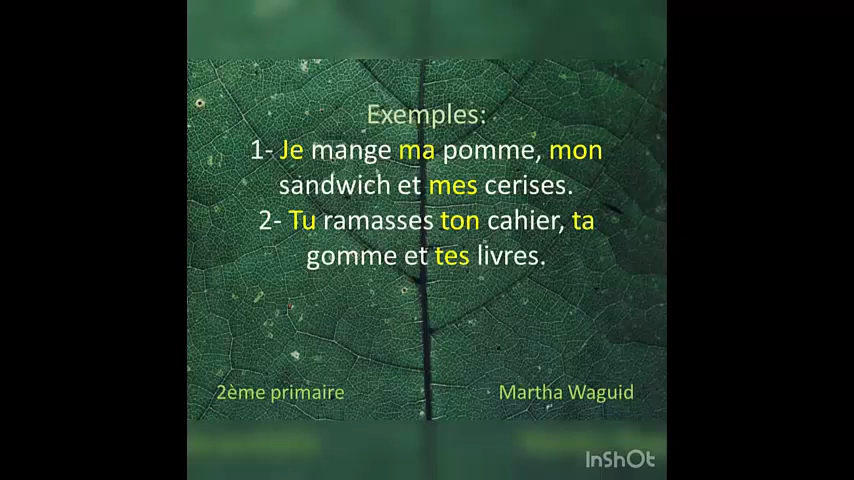 Exemples:
1- Je mange ma pomme, mon
sandwich et mes cerises.
2- Tu ramasses ton cahier, ta
gomme et tes livres.
2ème primaire
Martha Waguid
InShOt